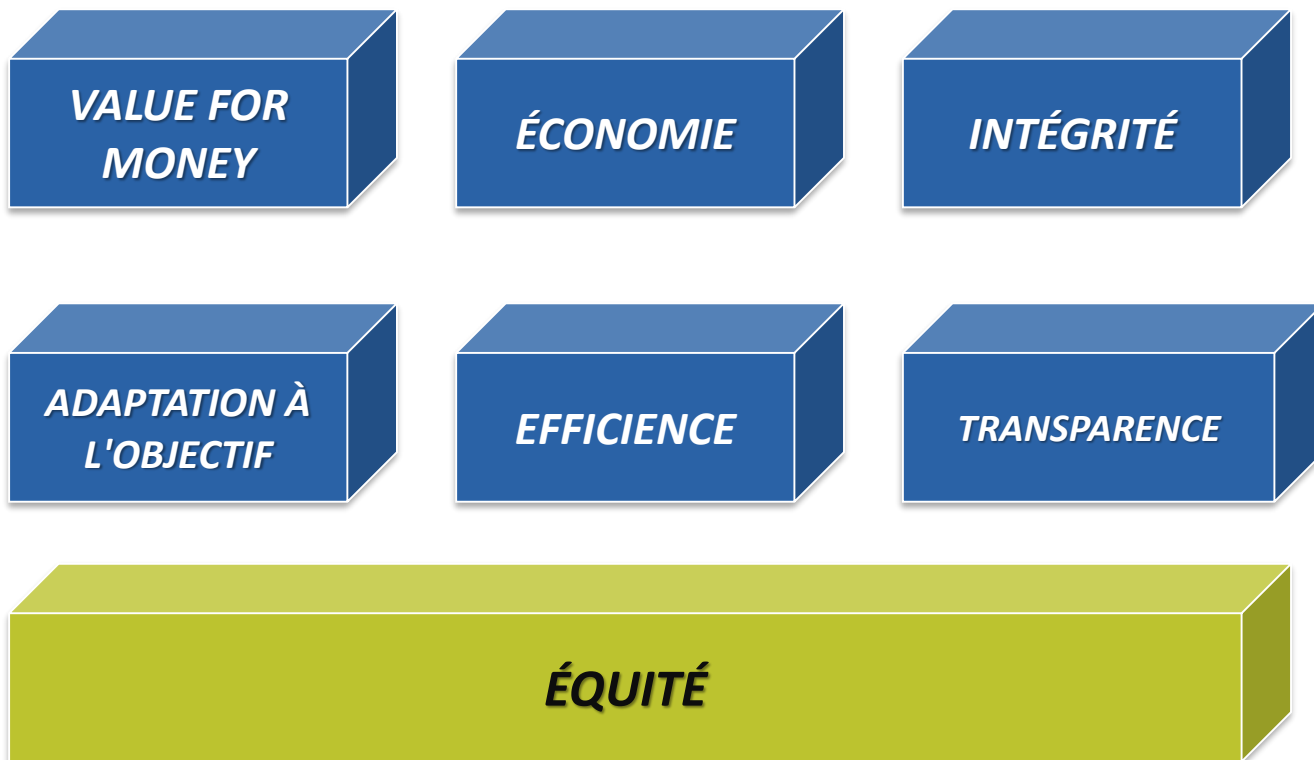 VALUE FOR
MONEY
ÉCONOMIE
INTÉGRITÉ
ADAPTATION À
L'OBJECTIF
EFFICIENCE
TRANSPARENCE
ÉQUITÉ